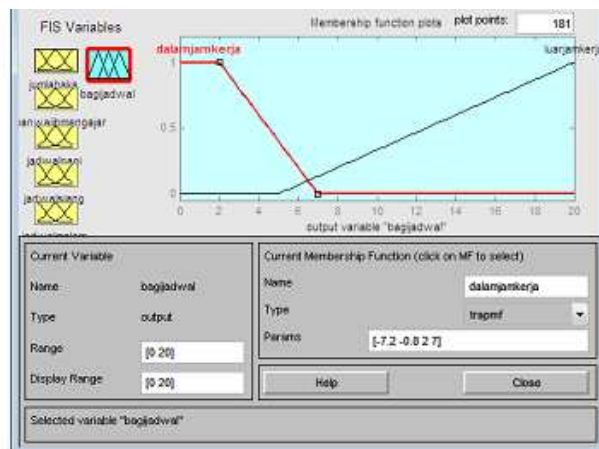 FIS Variables
Membership function plots
plot points:
181
dalamjamkerja
luarjamkerja
bagijadwal
1
0.5
0
0 2 4 6 8 10 12 14 16 18 20
output variable "bagijadwal"
Current Variable
Name bagijadwal
Type output
Range [0 20]
Display Range [0 20]
Current Membership Function (click on MF to select)
Name dalamjamkerja
Type trapmf
Params [-7.2 -0.8 2 7]
Help Close
Selected variable "bagijadwal"